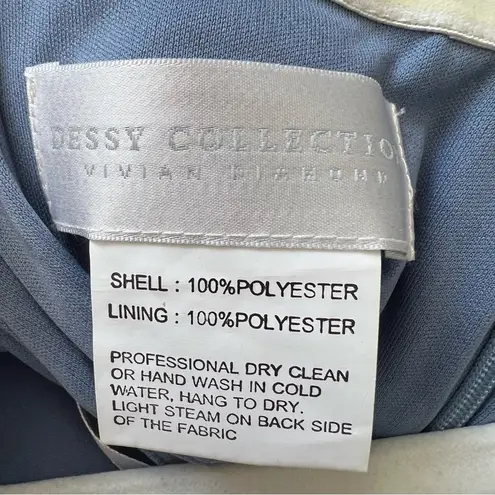 DESSY COLLECTIO
VIVIAN DIAMOND
SHELL : 100%POLYESTER
LINING : 100%POLYESTER
PROFESSIONAL DRY CLEAN
OR HAND WASH IN COLD
WATER, HANG TO DRY.
LIGHT STEAM ON BACK SIDE
OF THE FABRIC